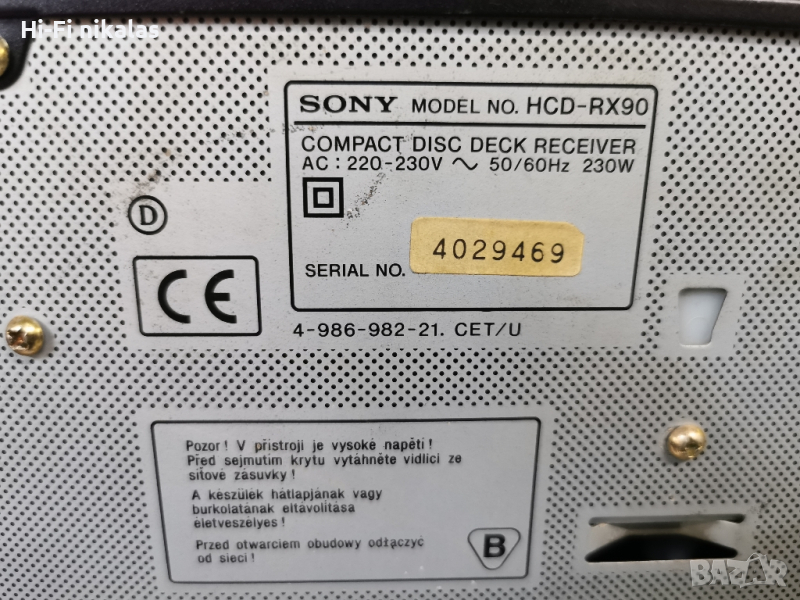 Hi-Fi nikalas
SONY MODEL NO. HCD-RX90
COMPACT DISC DECK RECEIVER
AC : 220-230V ~ 50/60Hz 230W
D
SERIAL NO. 4029469
CE
4-986-982-21. CET/U
Pozor! V přístroji je vysoké napětí!
Před sejmutím krytu vytáhněte vidlici ze
síťové zásuvky!
A készülék hátlapjának vagy
burkolatának eltávolítása
életveszélyes!
Przed otwarciem obudowy odłączyć
od sieci!
B
BAZAR